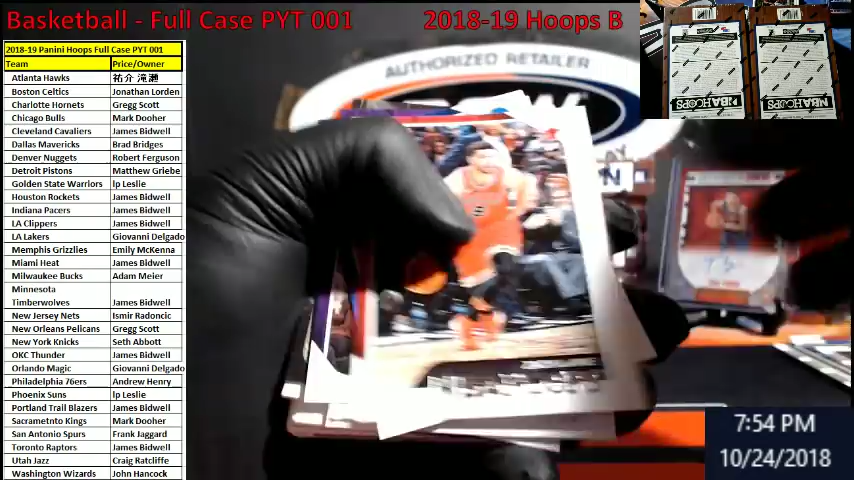 Basketball - Full Case PYT 001 2018-19 Hoops B
2018-19 Panini Hoops Full Case PYT 001
Team Price/Owner
Atlanta Hawks 祐介 滝瀬
Boston Celtics Jonathan Lorden
Charlotte Hornets Gregg Scott
Chicago Bulls Mark Dooher
Cleveland Cavaliers James Bidwell
Dallas Mavericks Brad Bridges
Denver Nuggets Robert Ferguson
Detroit Pistons Matthew Griebe
Golden State Warriors lp Leslie
Houston Rockets James Bidwell
Indiana Pacers James Bidwell
LA Clippers James Bidwell
LA Lakers Giovanni Delgado
Memphis Grizzlies Emily McKenna
Miami Heat James Bidwell
Milwaukee Bucks Adam Meier
Minnesota
Timberwolves James Bidwell
New Jersey Nets Ismir Radoncic
New Orleans Pelicans Gregg Scott
New York Knicks Seth Abbott
OKC Thunder James Bidwell
Orlando Magic Giovanni Delgado
Philadelphia 76ers Andrew Henry
Phoenix Suns lp Leslie
Portland Trail Blazers James Bidwell
Sacrametnto Kings Mark Dooher
San Antonio Spurs Frank Jaggard
Toronto Raptors James Bidwell
Utah Jazz Craig Ratcliffe
Washington Wizards John Hancock
AUTHORIZED RETAILER
NBA HOOPS
NBA HOOPS
7:54 PM
10/24/2018